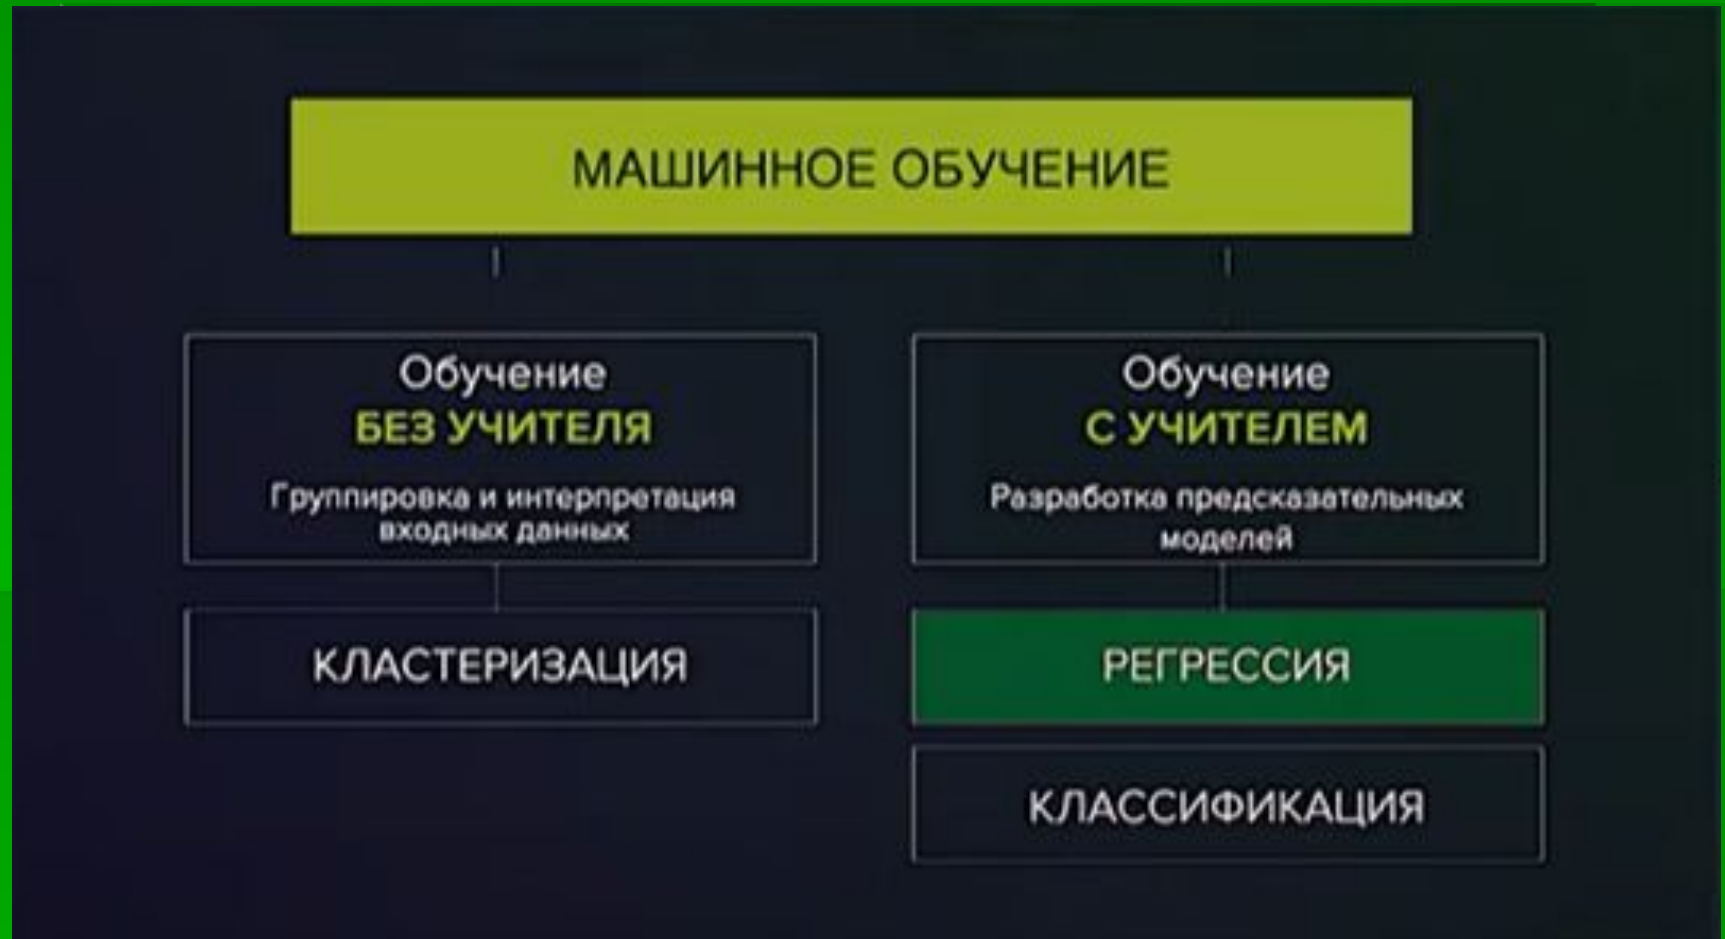 МАШИННОЕ ОБУЧЕНИЕ
Обучение
БЕЗ УЧИТЕЛЯ
Группировка и интерпретация
входных данных
КЛАСТЕРИЗАЦИЯ
Обучение
С УЧИТЕЛЕМ
Разработка предсказательных
моделей
РЕГРЕССИЯ
КЛАССИФИКАЦИЯ